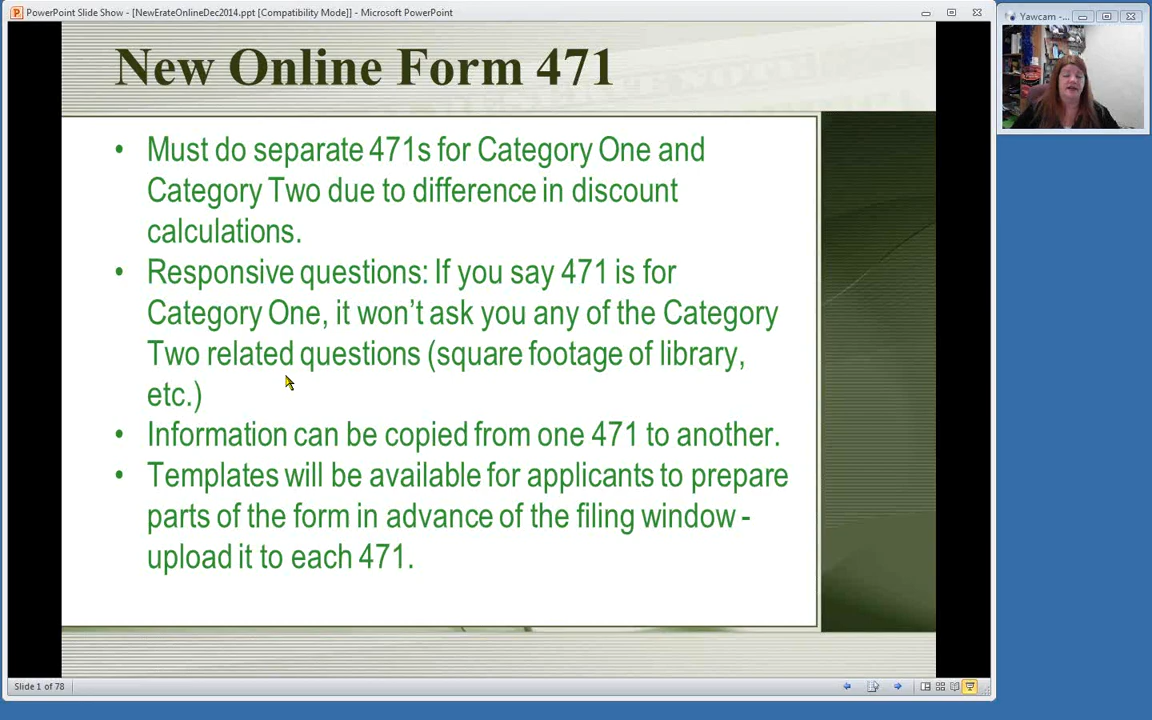 PowerPoint Slide Show - [NewErateOnlineDec2014.ppt [Compatibility Mode]] - Microsoft PowerPoint
Yawcam -...
New Online Form 471
• Must do separate 471s for Category One and
Category Two due to difference in discount
calculations.
• Responsive questions: If you say 471 is for
Category One, it won’t ask you any of the Category
Two related questions (square footage of library,
etc.)
• Information can be copied from one 471 to another.
• Templates will be available for applicants to prepare
parts of the form in advance of the filing window -
upload it to each 471.
Slide 1 of 78